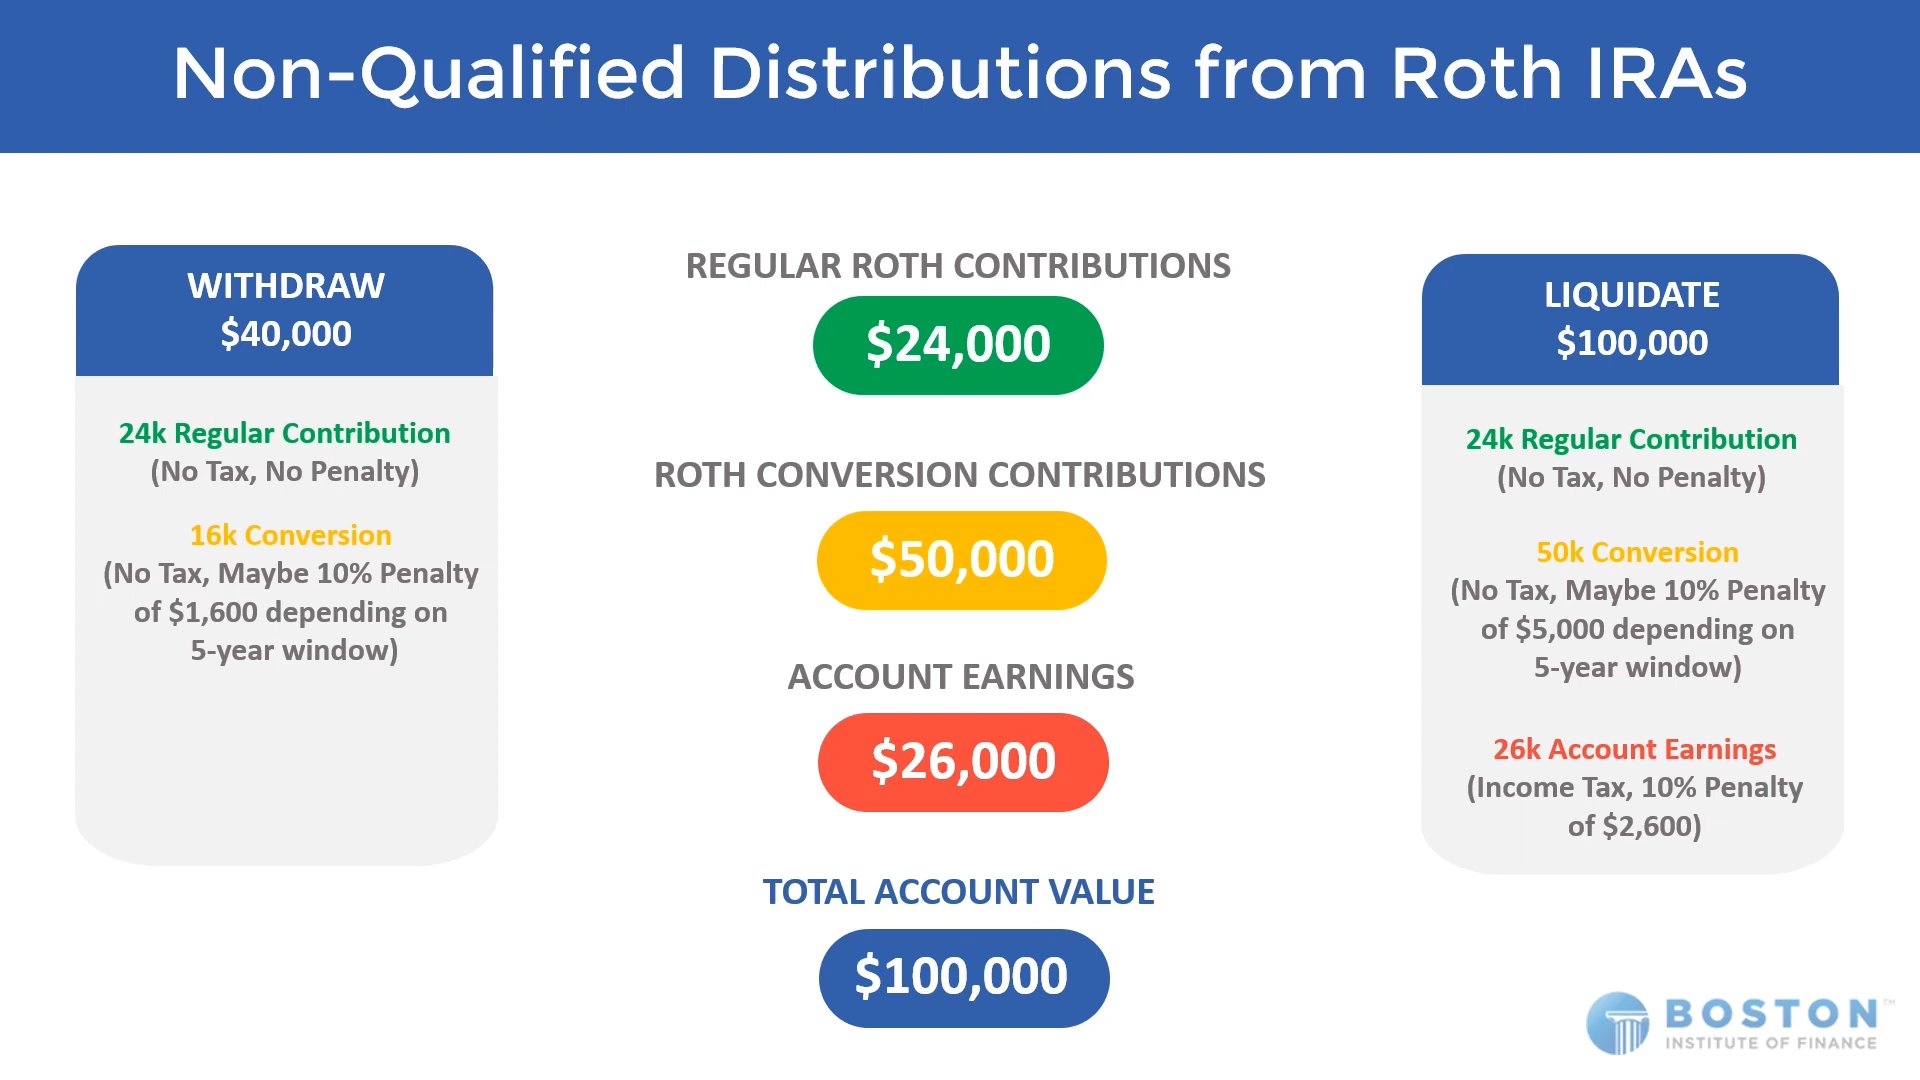 Non-Qualified Distributions from Roth IRAs
WITHDRAW
$40,000
24k Regular Contribution
(No Tax, No Penalty)
16k Conversion
(No Tax, Maybe 10% Penalty
of $1,600 depending on
5-year window)
REGULAR ROTH CONTRIBUTIONS
$24,000
ROTH CONVERSION CONTRIBUTIONS
$50,000
ACCOUNT EARNINGS
$26,000
TOTAL ACCOUNT VALUE
$100,000
LIQUIDATE
$100,000
24k Regular Contribution
(No Tax, No Penalty)
50k Conversion
(No Tax, Maybe 10% Penalty
of $5,000 depending on
5-year window)
26k Account Earnings
(Income Tax, 10% Penalty
of $2,600)
BOSTON™
INSTITUTE OF FINANCE